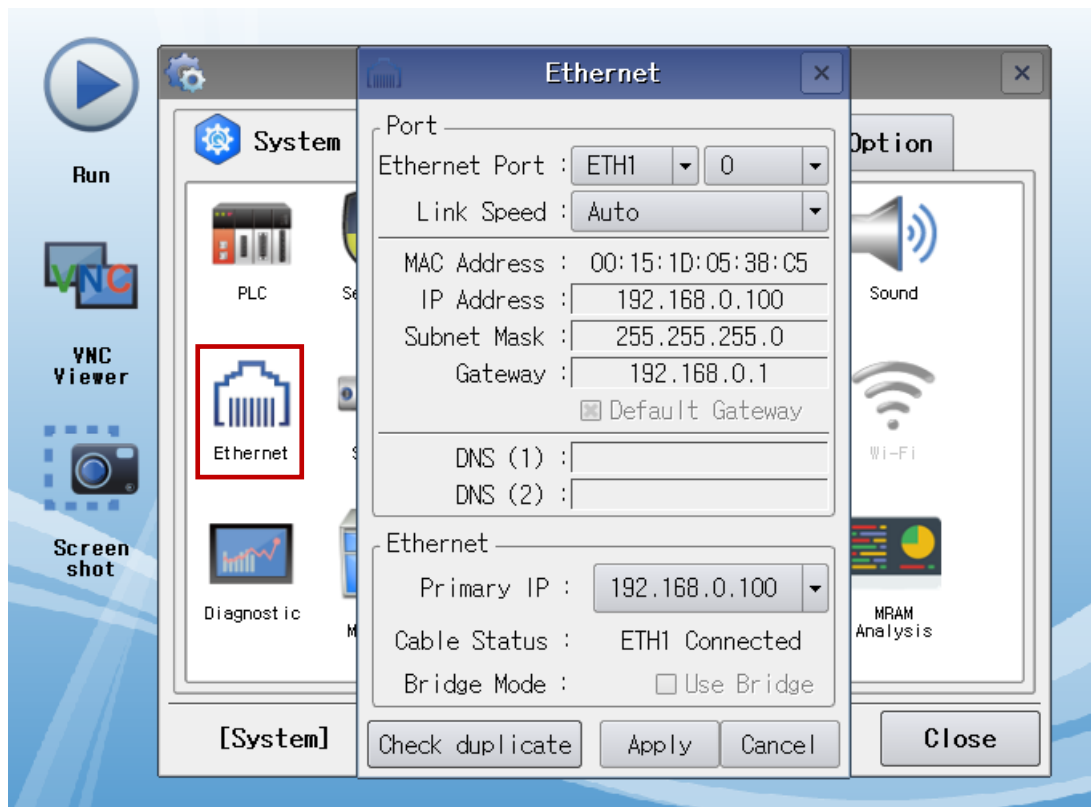 Run
VNC
VNC
Viewer
Screen
shot
System
Option
PLC
Sound
Ethernet
Wi-Fi
Diagnostic
MRAM
Analysis
[System]
Close
Ethernet
Port
Ethernet Port : ETH1 0
Link Speed : Auto
MAC Address : 00:15:1D:05:38:C5
IP Address : 192.168.0.100
Subnet Mask : 255.255.255.0
Gateway : 192.168.0.1
Default Gateway
DNS (1) :
DNS (2) :
Ethernet
Primary IP : 192.168.0.100
Cable Status : ETH1 Connected
Bridge Mode : Use Bridge
Check duplicate
Apply
Cancel